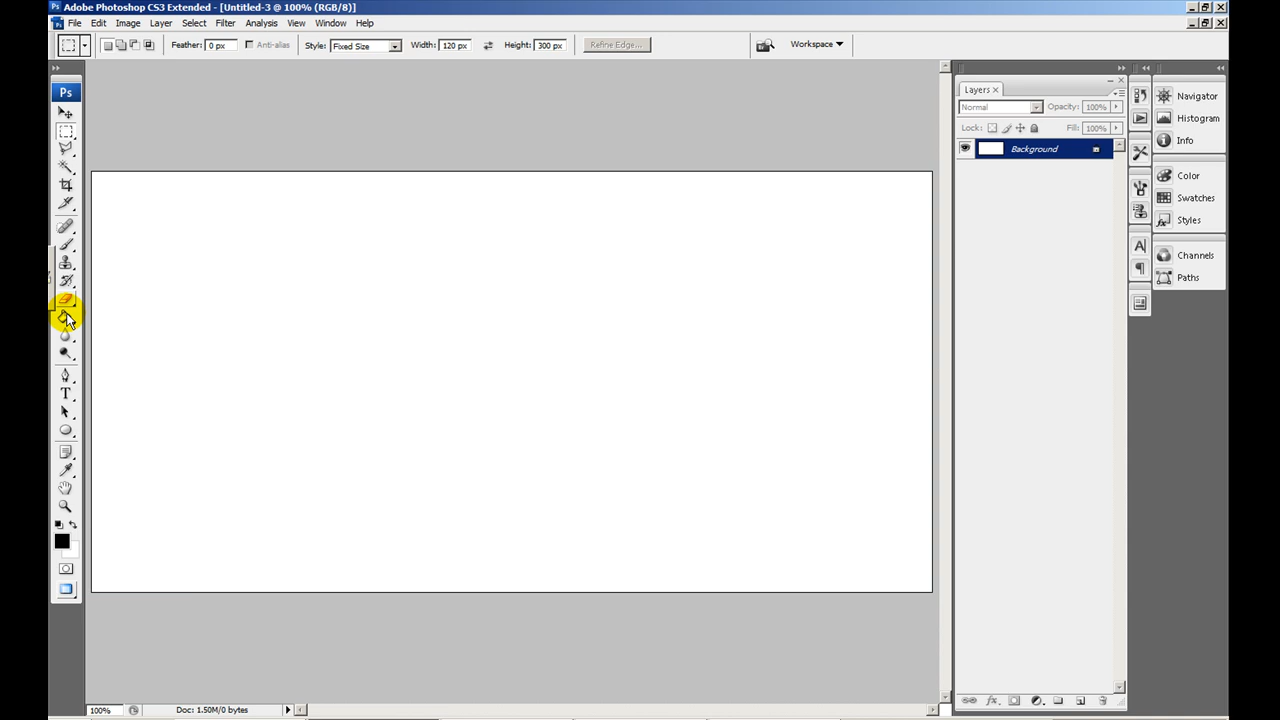 Adobe Photoshop CS3 Extended - [Untitled-3 @ 100% (RGB/8)]
Ps File Edit Image Layer Select Filter Analysis View Window Help
Feather: 0 px Anti-alias Style: Fixed Size Width: 120 px Height: 300 px Refine Edge... Workspace
Ps
Layers
Normal Opacity: 100%
Lock: Fill: 100%
Background
Navigator
Histogram
Info
Color
Swatches
Styles
Channels
Paths
A
T
fx
100% Doc: 1.50M/0 bytes